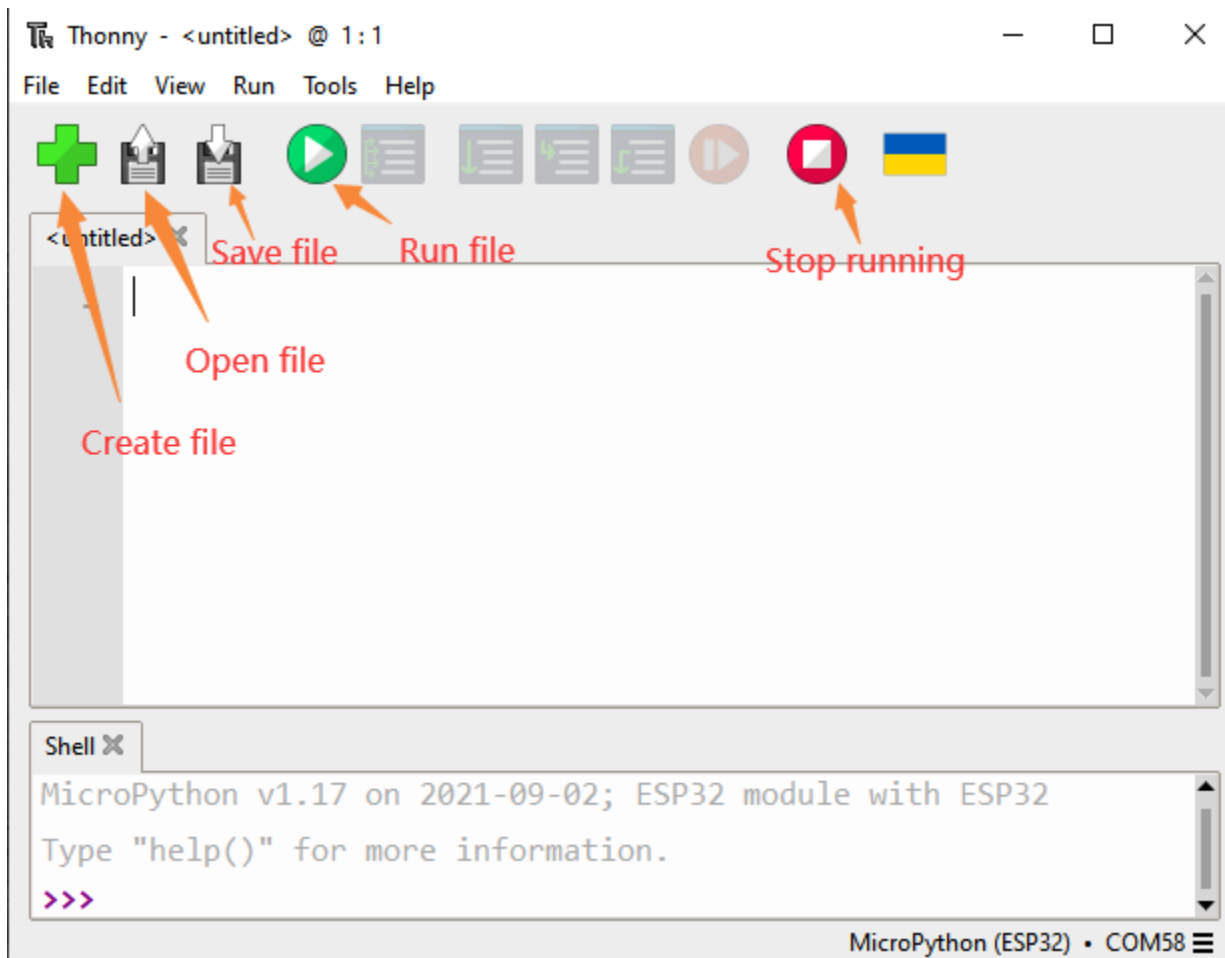 Thonny - <untitled> @ 1:1
File Edit View Run Tools Help
<untitled>
Save file
Run file
Stop running
Open file
Create file
Shell
MicroPython v1.17 on 2021-09-02; ESP32 module with ESP32
Type "help()" for more information.
>>>
MicroPython (ESP32) • COM58